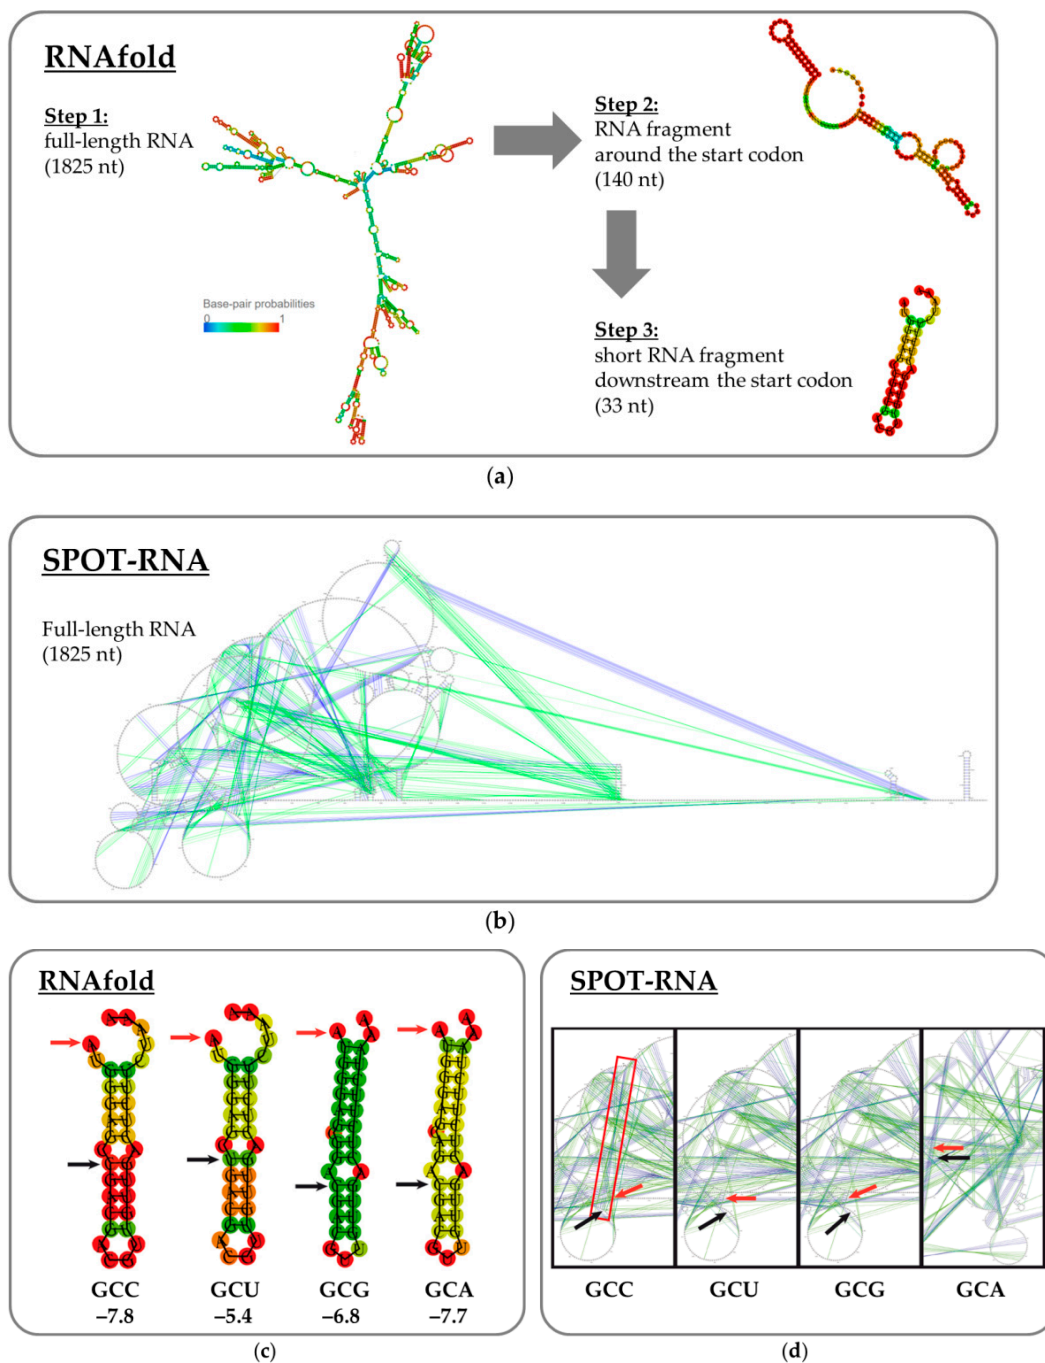 RNAfold
Step 1:
full-length RNA
(1825 nt)
Base-pair probabilities
0 1
Step 2:
RNA fragment
around the start codon
(140 nt)
Step 3:
short RNA fragment
downstream the start codon
(33 nt)
(a)
SPOT-RNA
Full-length RNA
(1825 nt)
(b)
RNAfold
GCC GCU GCG GCA
–7.8 –5.4 –6.8 –7.7
(c)
SPOT-RNA
GCC GCU GCG GCA
(d)